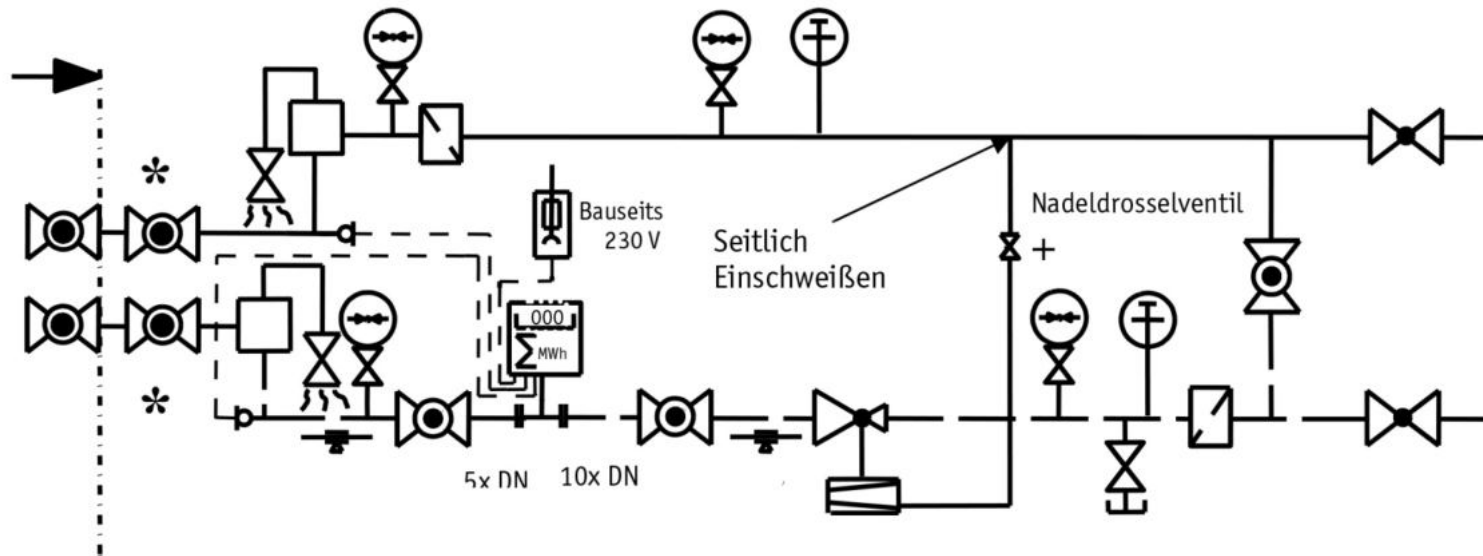 Bauseits
230 V
Nadeldrosselventil
Seitlich
Einschweißen
+
*
*
000
MWh
5x DN
10x DN